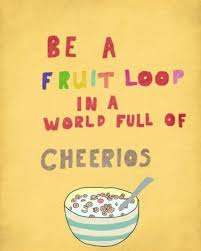 BE A
FRUIT LOOP
IN A
WORLD FULL OF
CHEERIOS